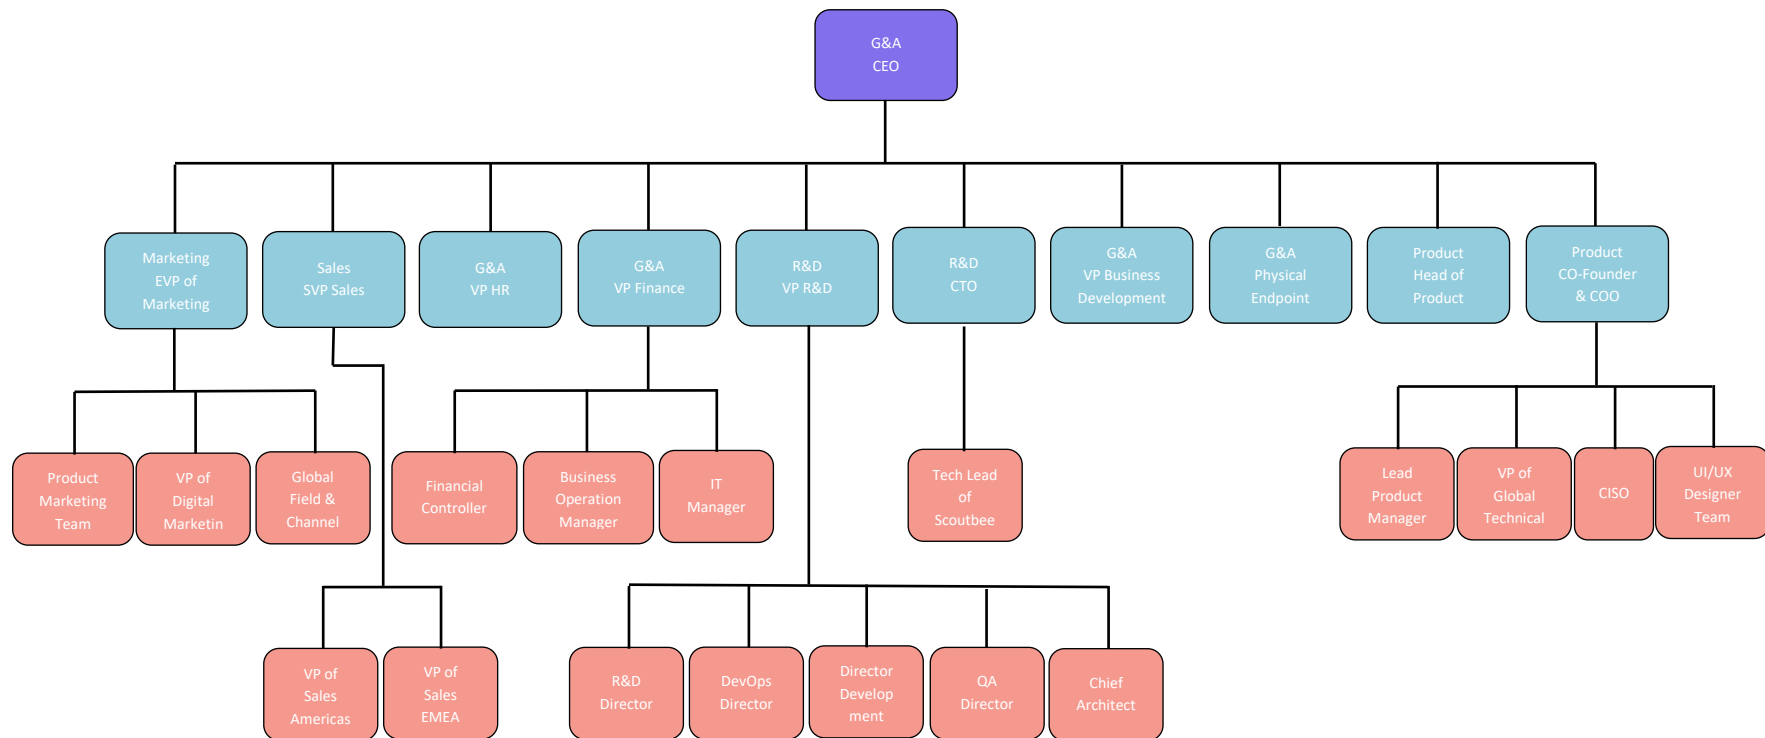 G&A
CEO
Marketing
EVP of
Marketing
Sales
SVP Sales
G&A
VP HR
G&A
VP Finance
R&D
VP R&D
R&D
CTO
G&A
VP Business
Development
G&A
Physical
Endpoint
Product
Head of
Product
Product
CO-Founder
& COO
Product
Marketing
Team
VP of
Digital
Marketin
Global
Field &
Channel
Financial
Controller
Business
Operation
Manager
IT
Manager
Tech Lead
of
Scoutbee
Lead
Product
Manager
VP of
Global
Technical
CISO
UI/UX
Designer
Team
VP of
Sales
Americas
VP of
Sales
EMEA
R&D
Director
DevOps
Director
Director
Develop
ment
QA
Director
Chief
Architect